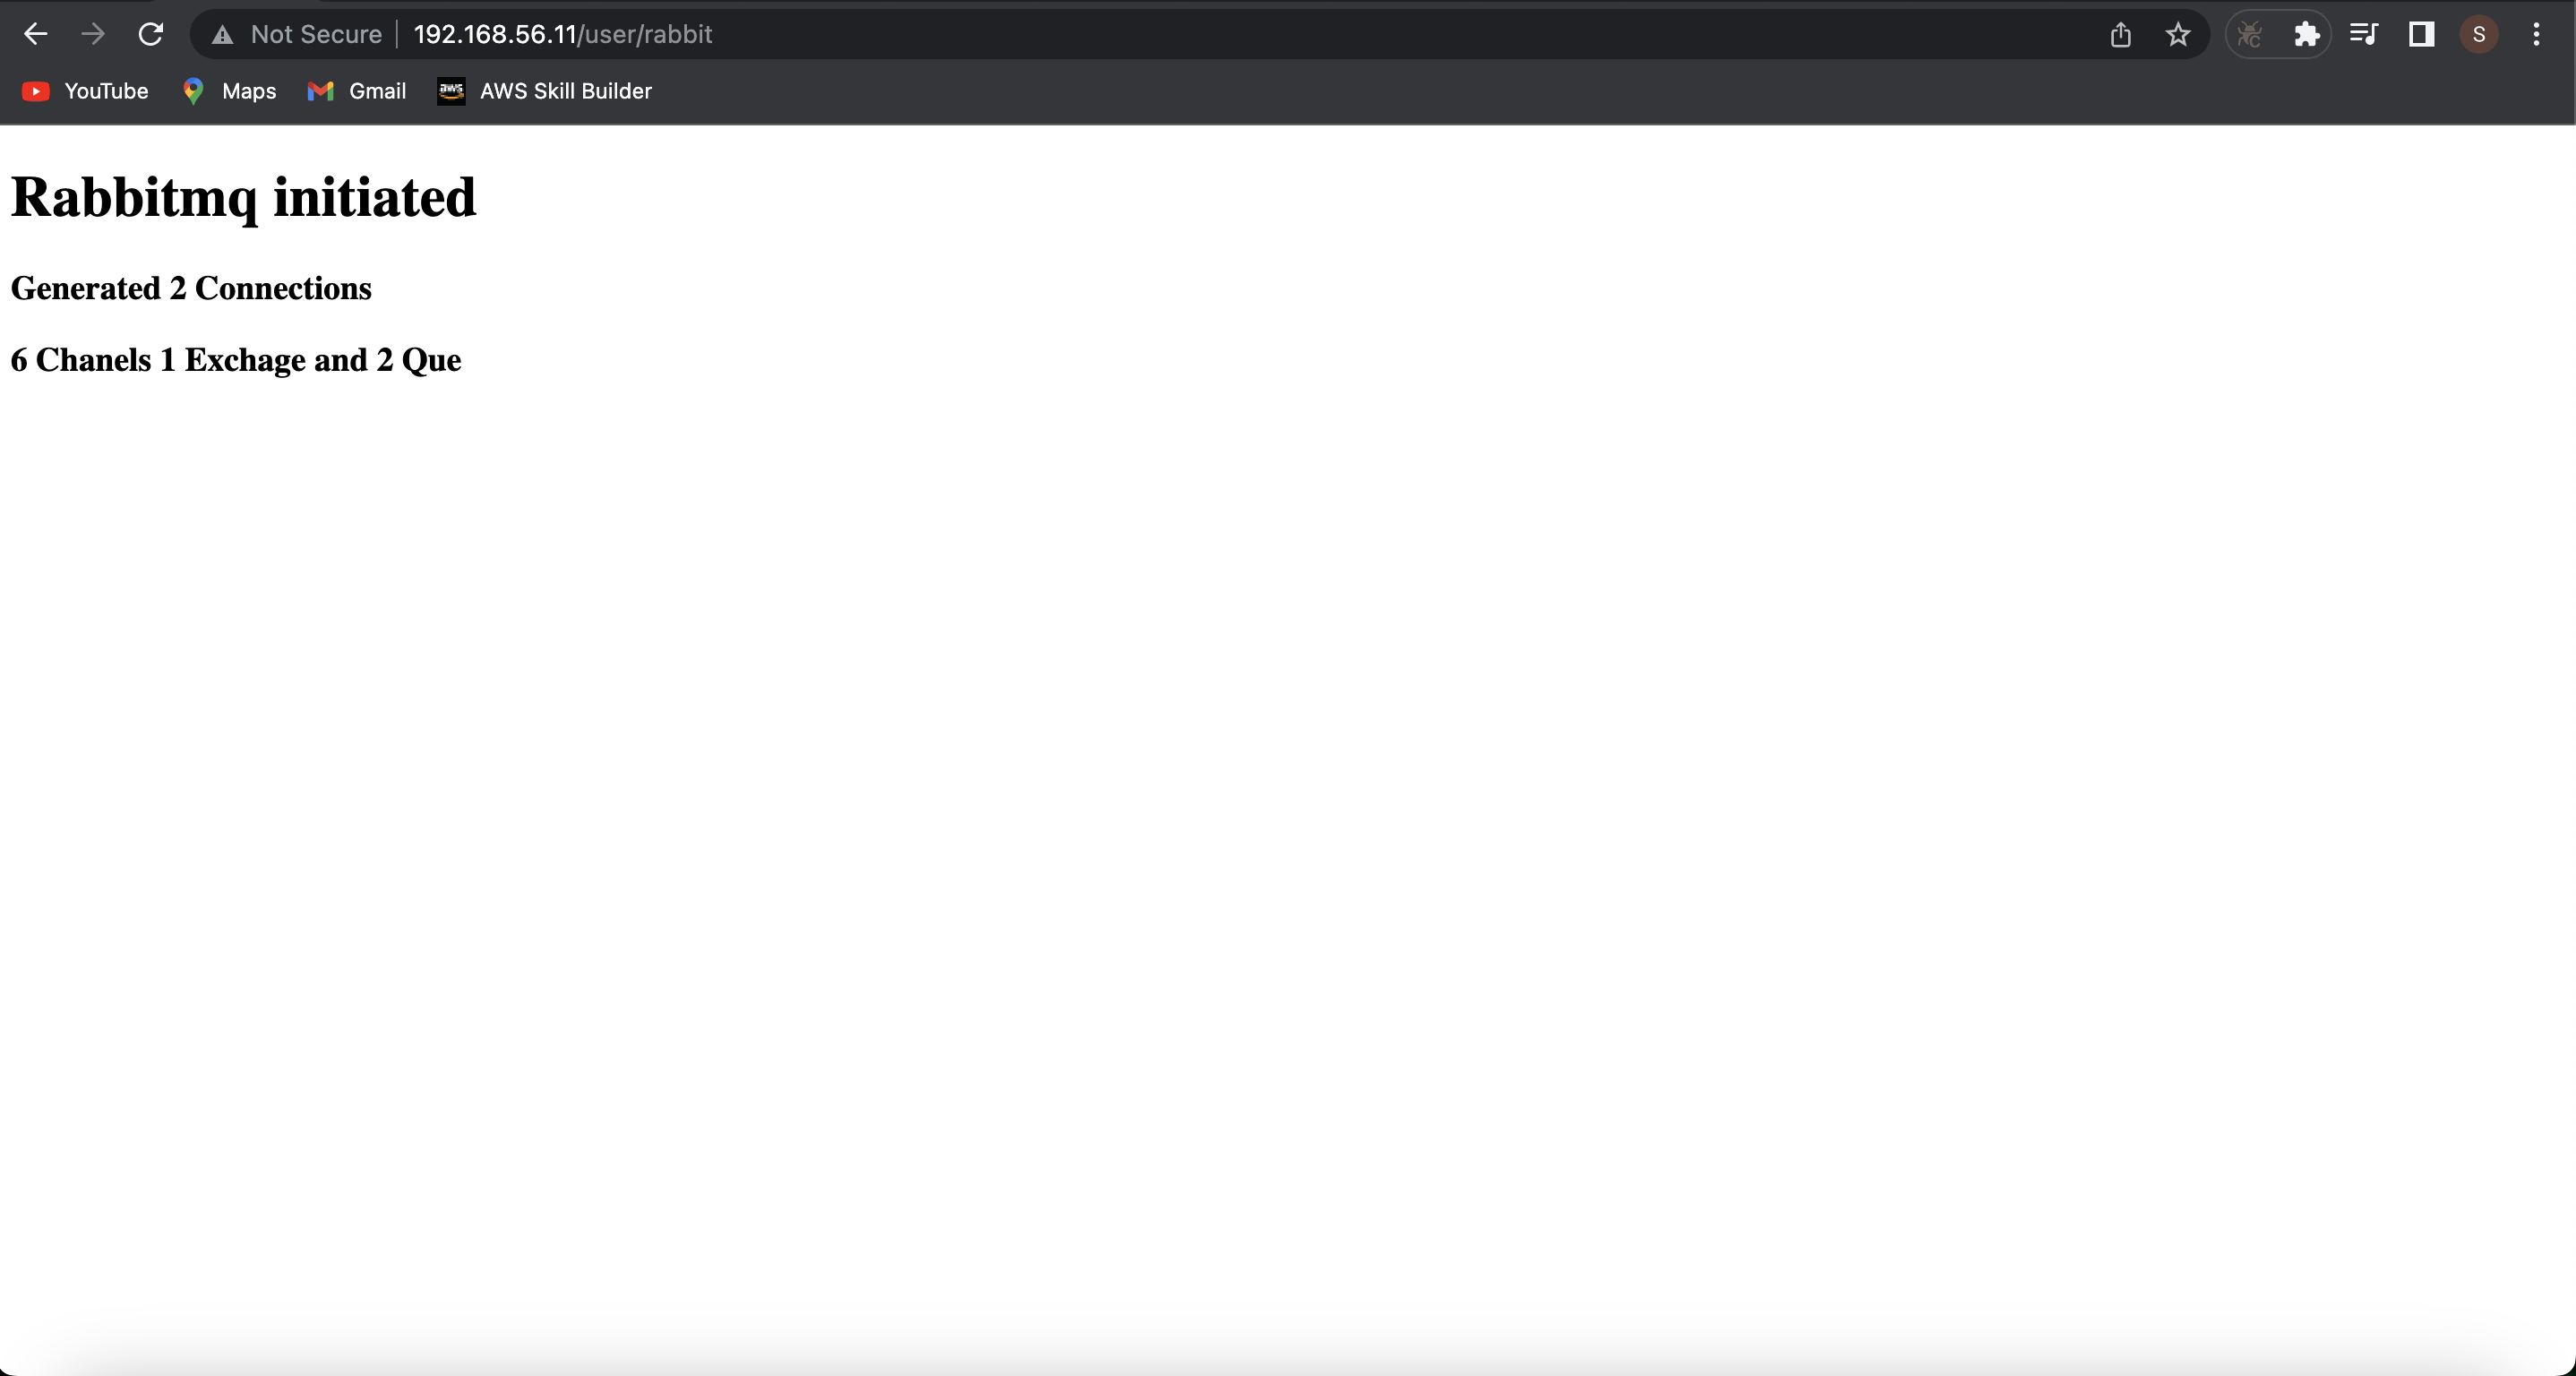 Not Secure 192.168.56.11/user/rabbit S
YouTube Maps Gmail aws AWS Skill Builder
Rabbitmq initiated
Generated 2 Connections
6 Chanels 1 Exchage and 2 Que